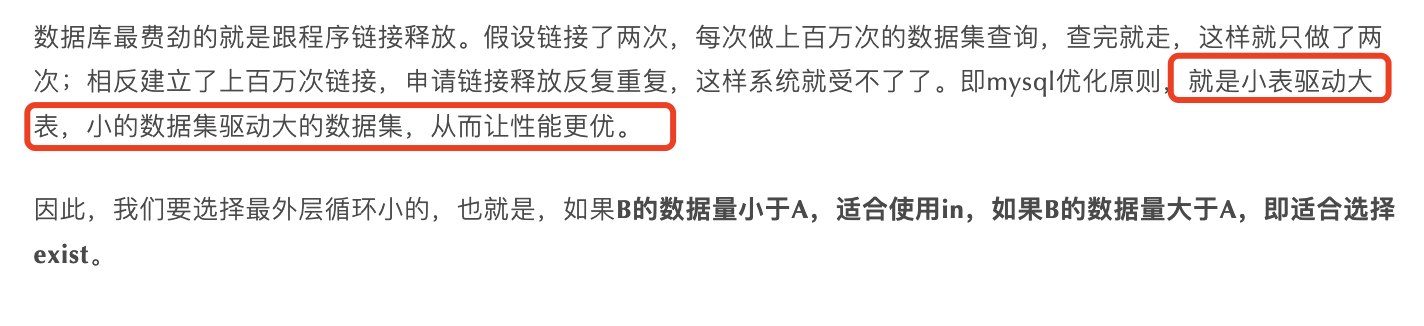 数据库最费劲的就是跟程序链接释放。假设链接了两次，每次做上百万次的数据集查询，查完就走，这样就只做了两
次；相反建立了上百万次链接，申请链接释放反复重复，这样系统就受不了了。即mysql优化原则，就是小表驱动大
表，小的数据集驱动大的数据集，从而让性能更优。
因此，我们要选择最外层循环小的，也就是，如果B的数据量小于A，适合使用in，如果B的数据量大于A，即适合选择
exist。